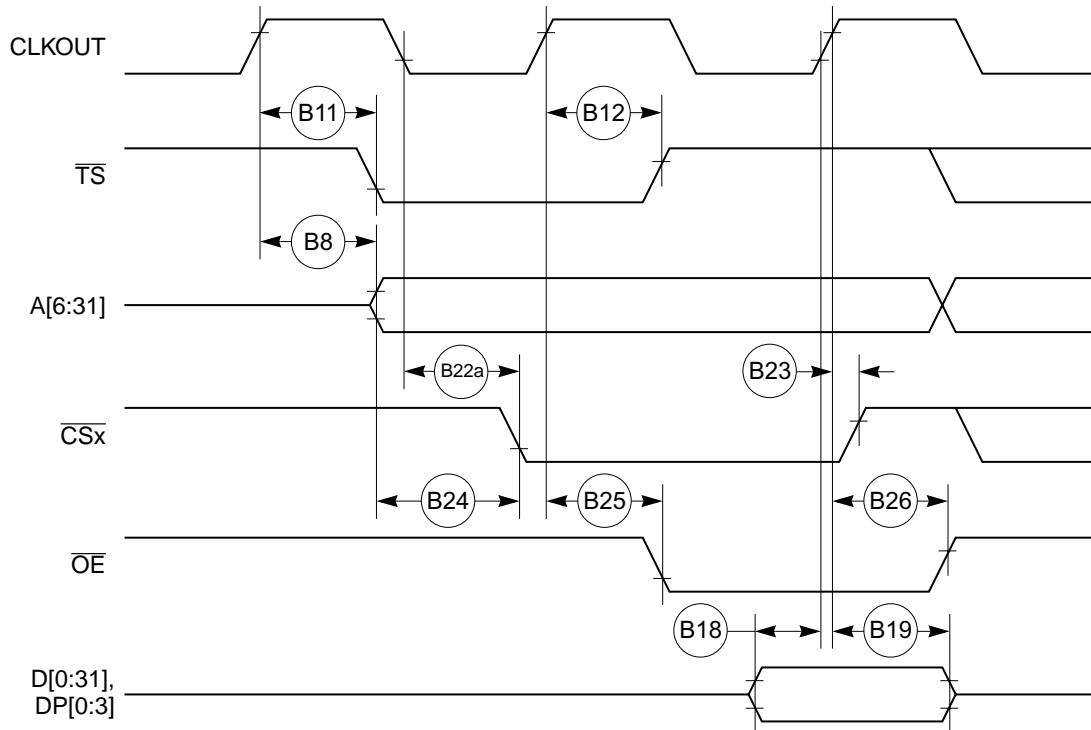 CLKOUT
B11
B12
TS
B8
A[6:31]
B22a
B23
CSx
B24
B25
B26
OE
B18
B19
D[0:31],
DP[0:3]